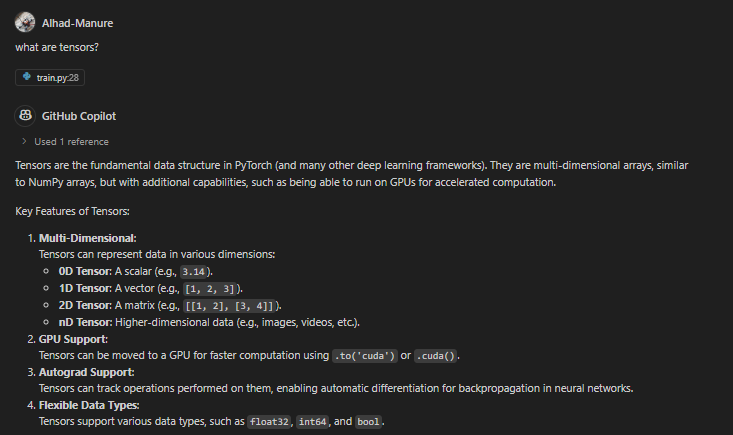 Alhad-Manure
what are tensors?
train.py:28
GitHub Copilot
> Used 1 reference
Tensors are the fundamental data structure in PyTorch (and many other deep learning frameworks). They are multi-dimensional arrays, similar
to NumPy arrays, but with additional capabilities, such as being able to run on GPUs for accelerated computation.
Key Features of Tensors:
1. Multi-Dimensional:
Tensors can represent data in various dimensions:
○ 0D Tensor: A scalar (e.g., 3.14).
○ 1D Tensor: A vector (e.g., [1, 2, 3]).
○ 2D Tensor: A matrix (e.g., [[1, 2], [3, 4]]).
○ nD Tensor: Higher-dimensional data (e.g., images, videos, etc.).
2. GPU Support:
Tensors can be moved to a GPU for faster computation using .to('cuda') or .cuda().
3. Autograd Support:
Tensors can track operations performed on them, enabling automatic differentiation for backpropagation in neural networks.
4. Flexible Data Types:
Tensors support various data types, such as float32, int64, and bool.